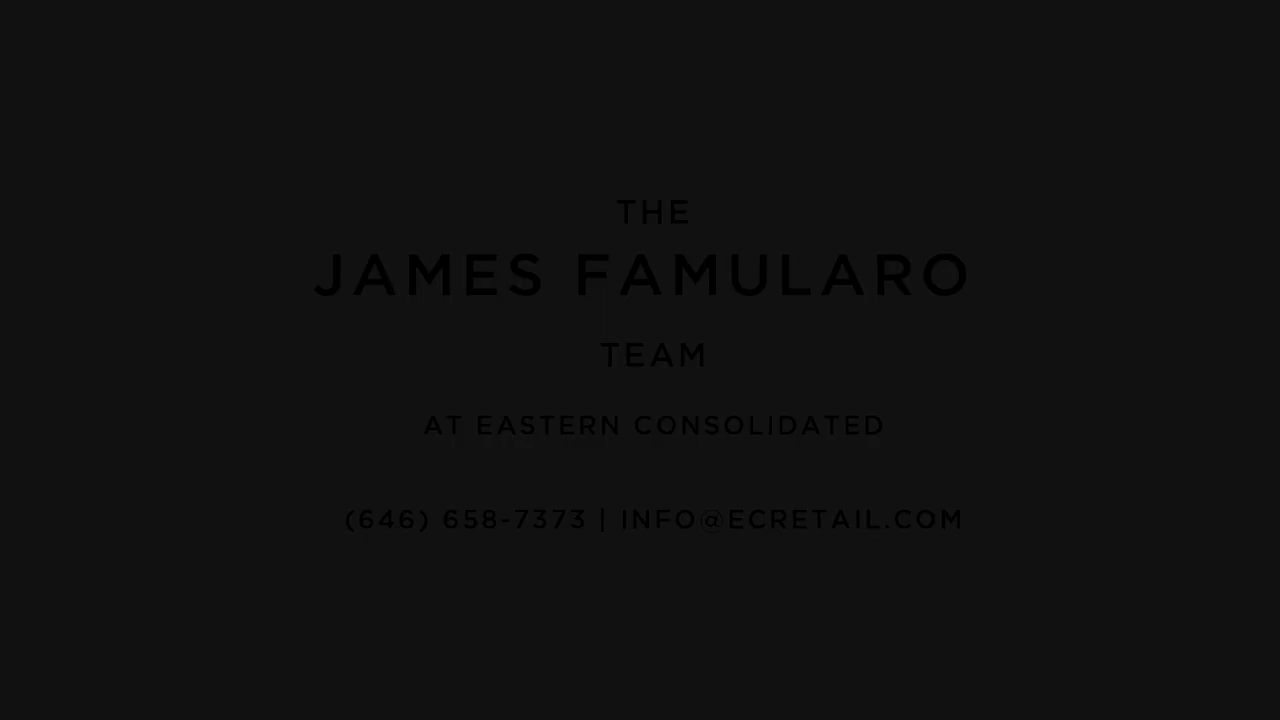 THE
JAMES FAMULARO
TEAM
AT EASTERN CONSOLIDATED
(646) 658-7373 | INFO@ECRETAIL.COM